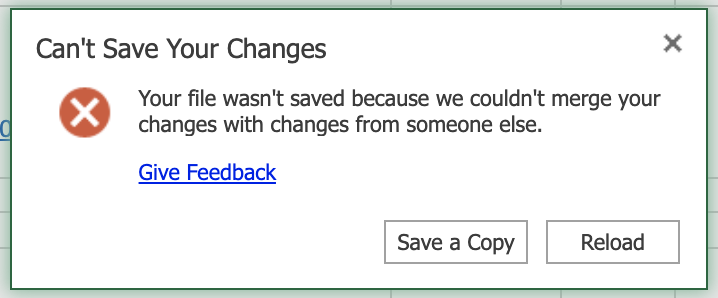 Can't Save Your Changes
Your file wasn't saved because we couldn't merge your
changes with changes from someone else.
Give Feedback
Save a Copy
Reload